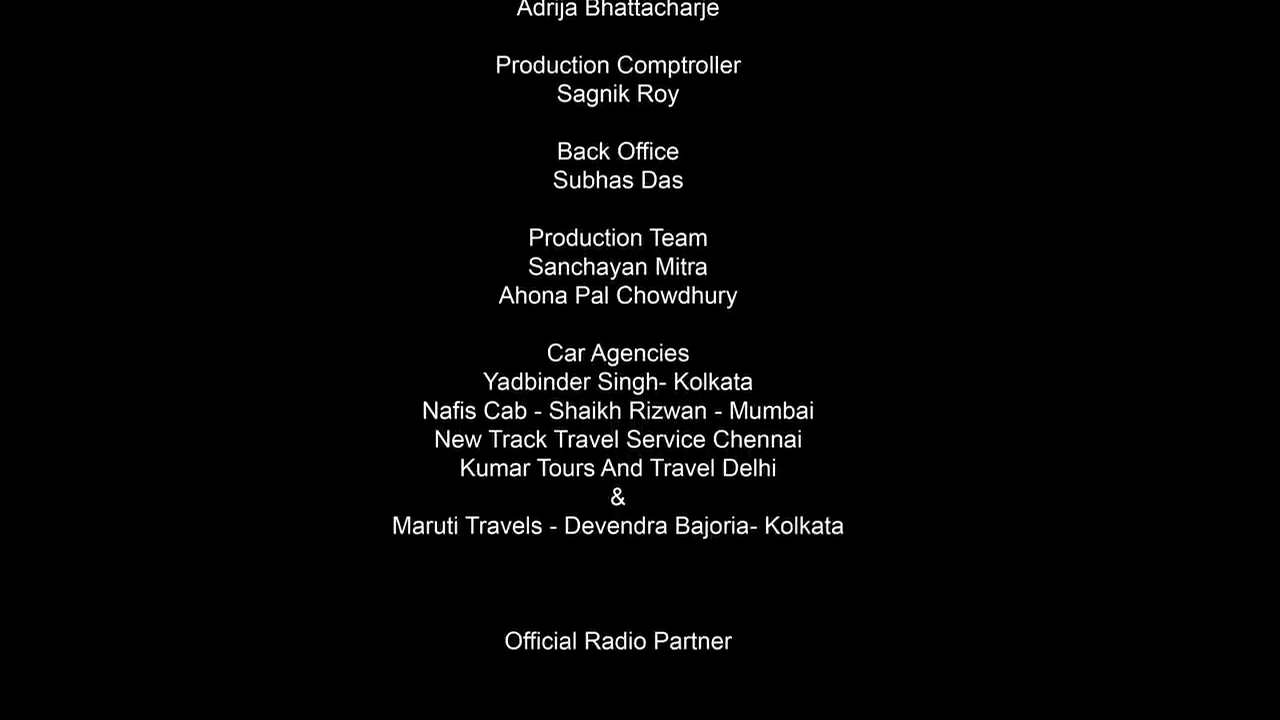 Adrija Bhattacharje
Production Comptroller
Sagnik Roy
Back Office
Subhas Das
Production Team
Sanchayan Mitra
Ahona Pal Chowdhury
Car Agencies
Yadbinder Singh- Kolkata
Nafis Cab - Shaikh Rizwan - Mumbai
New Track Travel Service Chennai
Kumar Tours And Travel Delhi
&
Maruti Travels - Devendra Bajoria- Kolkata
Official Radio Partner